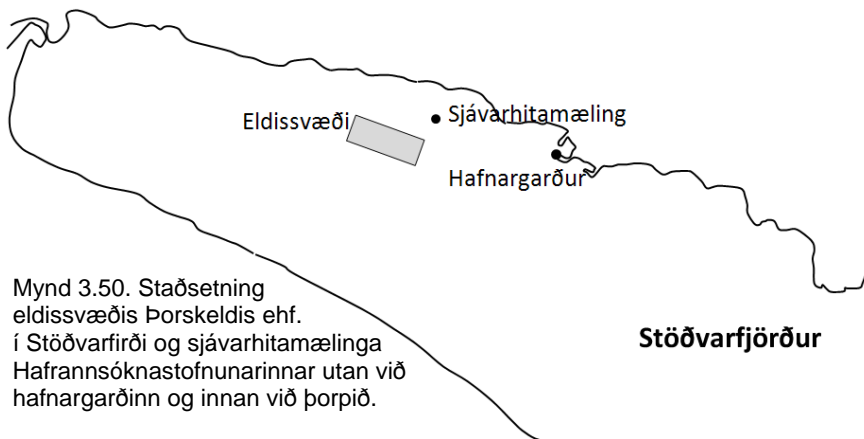 Eldissvæði
Sjávarhitamæling
Hafnargarður
Mynd 3.50. Staðsetning
eldissvæðis Þorskeldis ehf.
í Stöðvarfirði og sjávarhitamælinga
Hafrannsóknastofnunarinnar utan við
hafnargarðinn og innan við þorpið.
Stöðvarfjörður